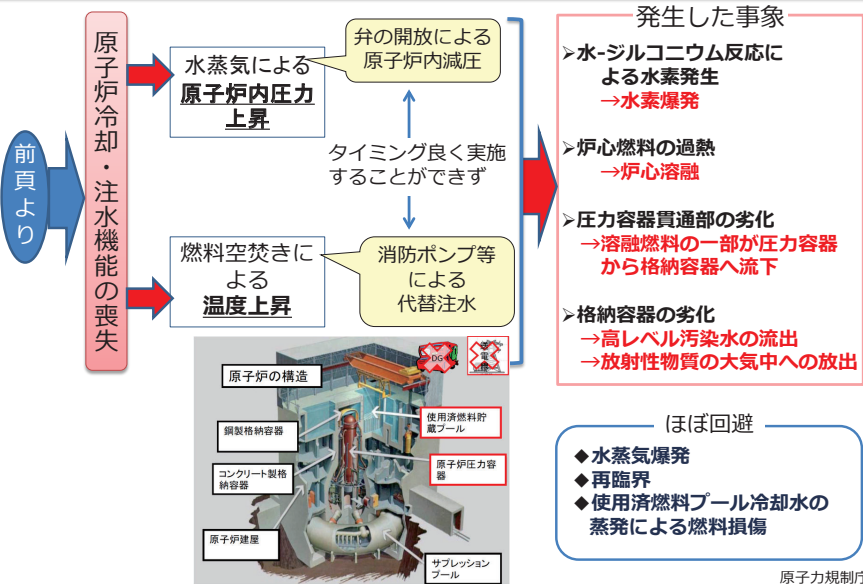 前頁より
原子炉冷却・注水機能の喪失
水蒸気による
原子炉内圧力
上昇
弁の開放による
原子炉内減圧
タイミング良く実施
することができず
燃料空焚きに
よる
温度上昇
消防ポンプ等
による
代替注水
発生した事象
➢水-ジルコニウム反応に
よる水素発生
→水素爆発
➢炉心燃料の過熱
→炉心溶融
➢圧力容器貫通部の劣化
→溶融燃料の一部が圧力容器
から格納容器へ流下
➢格納容器の劣化
→高レベル汚染水の流出
→放射性物質の大気中への放出
原子炉の構造
DG
鋼製格納容器
コンクリート製格
納容器
原子炉建屋
使用済燃料貯
蔵プール
原子炉圧力容
器
サプレッション
プール
ほぼ回避
◆水蒸気爆発
◆再臨界
◆使用済燃料プール冷却水の
蒸発による燃料損傷
原子力規制庁